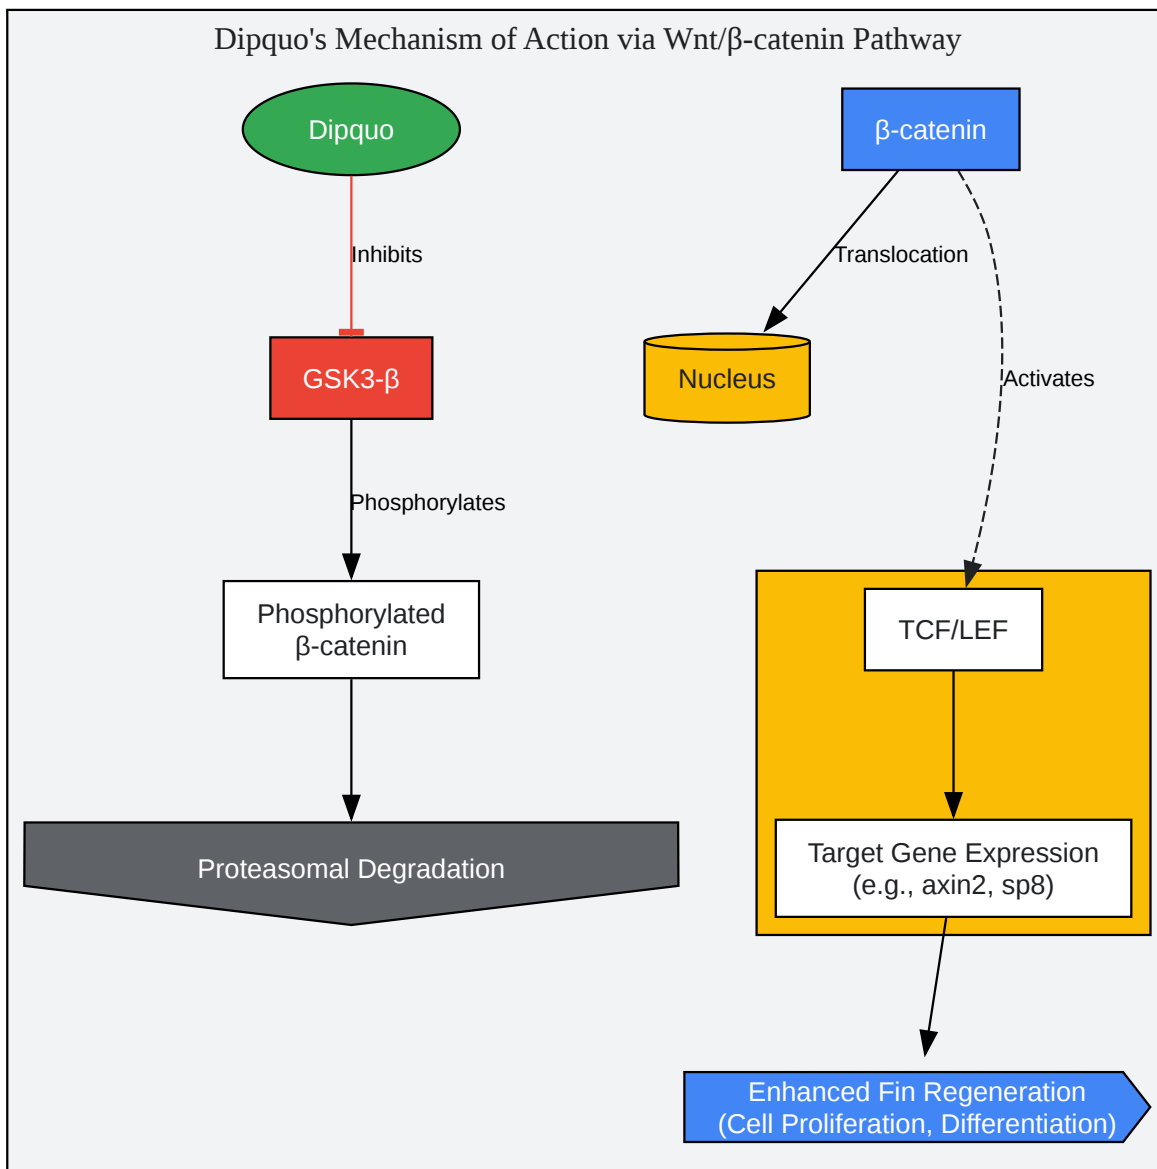 Dipquo's Mechanism of Action via Wnt/β-catenin Pathway
Dipquo
β-catenin
Inhibits
Translocation
GSK3-β
Nucleus
Activates
Phosphorylates
Phosphorylated
β-catenin
TCF/LEF
Proteasomal Degradation
Target Gene Expression
(e.g., axin2, sp8)
Enhanced Fin Regeneration
(Cell Proliferation, Differentiation)